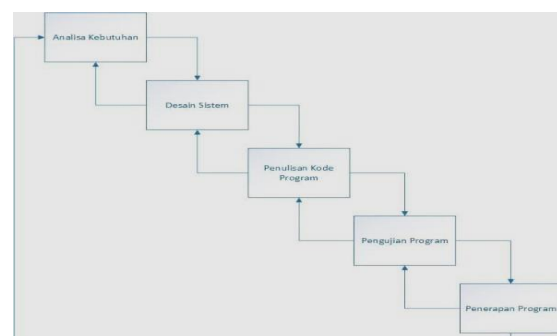 Analisa Kebutuhan
Desain Sistem
Penulisan Kode
Program
Pengujian Program
Penerapan Program